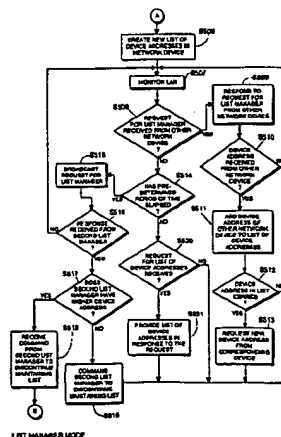 A
CREATE NEW LIST OF
DEVICE ADDRESSES IN
NETWORK DEVICE
MONITOR LAN
S507
REQUEST
FOR LIST MANAGER
RECEIVED FROM OTHER
NETWORK
DEVICE
?
YES
NO
RESPOND TO
REQUEST FOR
LIST MANAGER
FROM OTHER
NETWORK DEVICE
S510
DEVICE
ADDRESS
RECEIVED
FROM OTHER
NETWORK
DEVICE
?
NO
YES
S511
ADD DEVICE
ADDRESS OF
OTHER NETWORK
DEVICE TO LIST OF
DEVICE
ADDRESSES
S512
DEVICE
ADDRESS IN LIST
EXPIRED
?
YES
S513
REQUEST NEW
DEVICE ADDRESS
FROM
CORRESPONDING
DEVICE
S514
HAS PRE-
DETERMINED
PERIOD OF TIME
ELAPSED
?
YES
NO
S515
BROADCAST
REQUEST FOR
LIST MANAGER
S516
RESPONSE
RECEIVED FROM
SECOND LIST
MANAGER
?
NO
YES
S517
DOES
SECOND LIST
MANAGER HAVE
HIGHER DEVICE
ADDRESS
?
YES
NO
S518
RECEIVE
COMMAND
FROM SECOND
LIST MANAGER TO
DISCONTINUE
MAINTAINING
LIST
B
COMMAND
SECOND LIST
MANAGER TO
DISCONTINUE
MAINTAINING LIST
S519
S520
REQUEST
FOR LIST OF
DEVICE ADDRESSES
RECEIVED
?
NO
YES
PROVIDE LIST OF
DEVICE
ADDRESSES IN
RESPONSE TO
THE REQUEST
S521
LIST MANAGER MODE